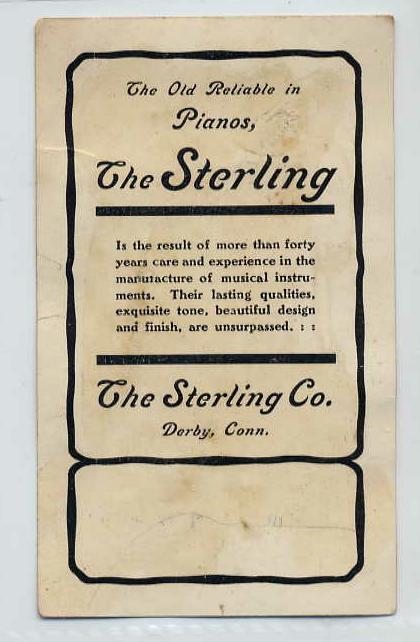 The Old Reliable in
Pianos,
The Sterling
Is the result of more than forty
years care and experience in the
manufacture of musical instru-
ments. Their lasting qualities,
exquisite tone, beautiful design
and finish, are unsurpassed. : :
The Sterling Co.
Derby, Conn.